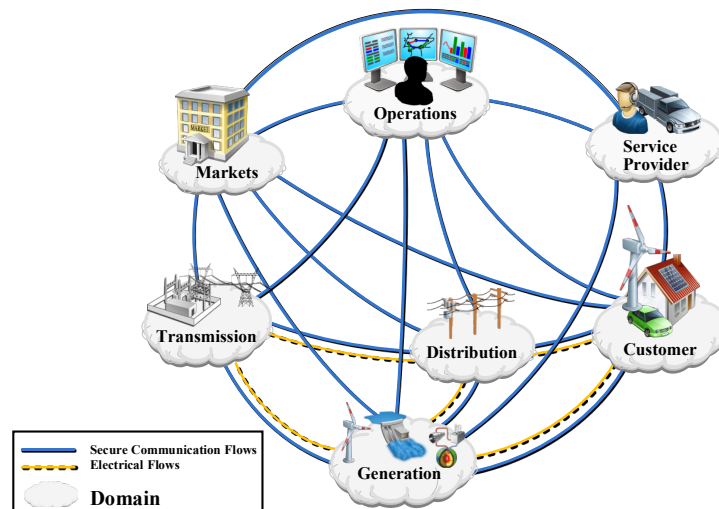 Operations
MARKET
Markets
Service
Provider
Transmission
Distribution
Customer
Generation
Secure Communication Flows
Electrical Flows
Domain